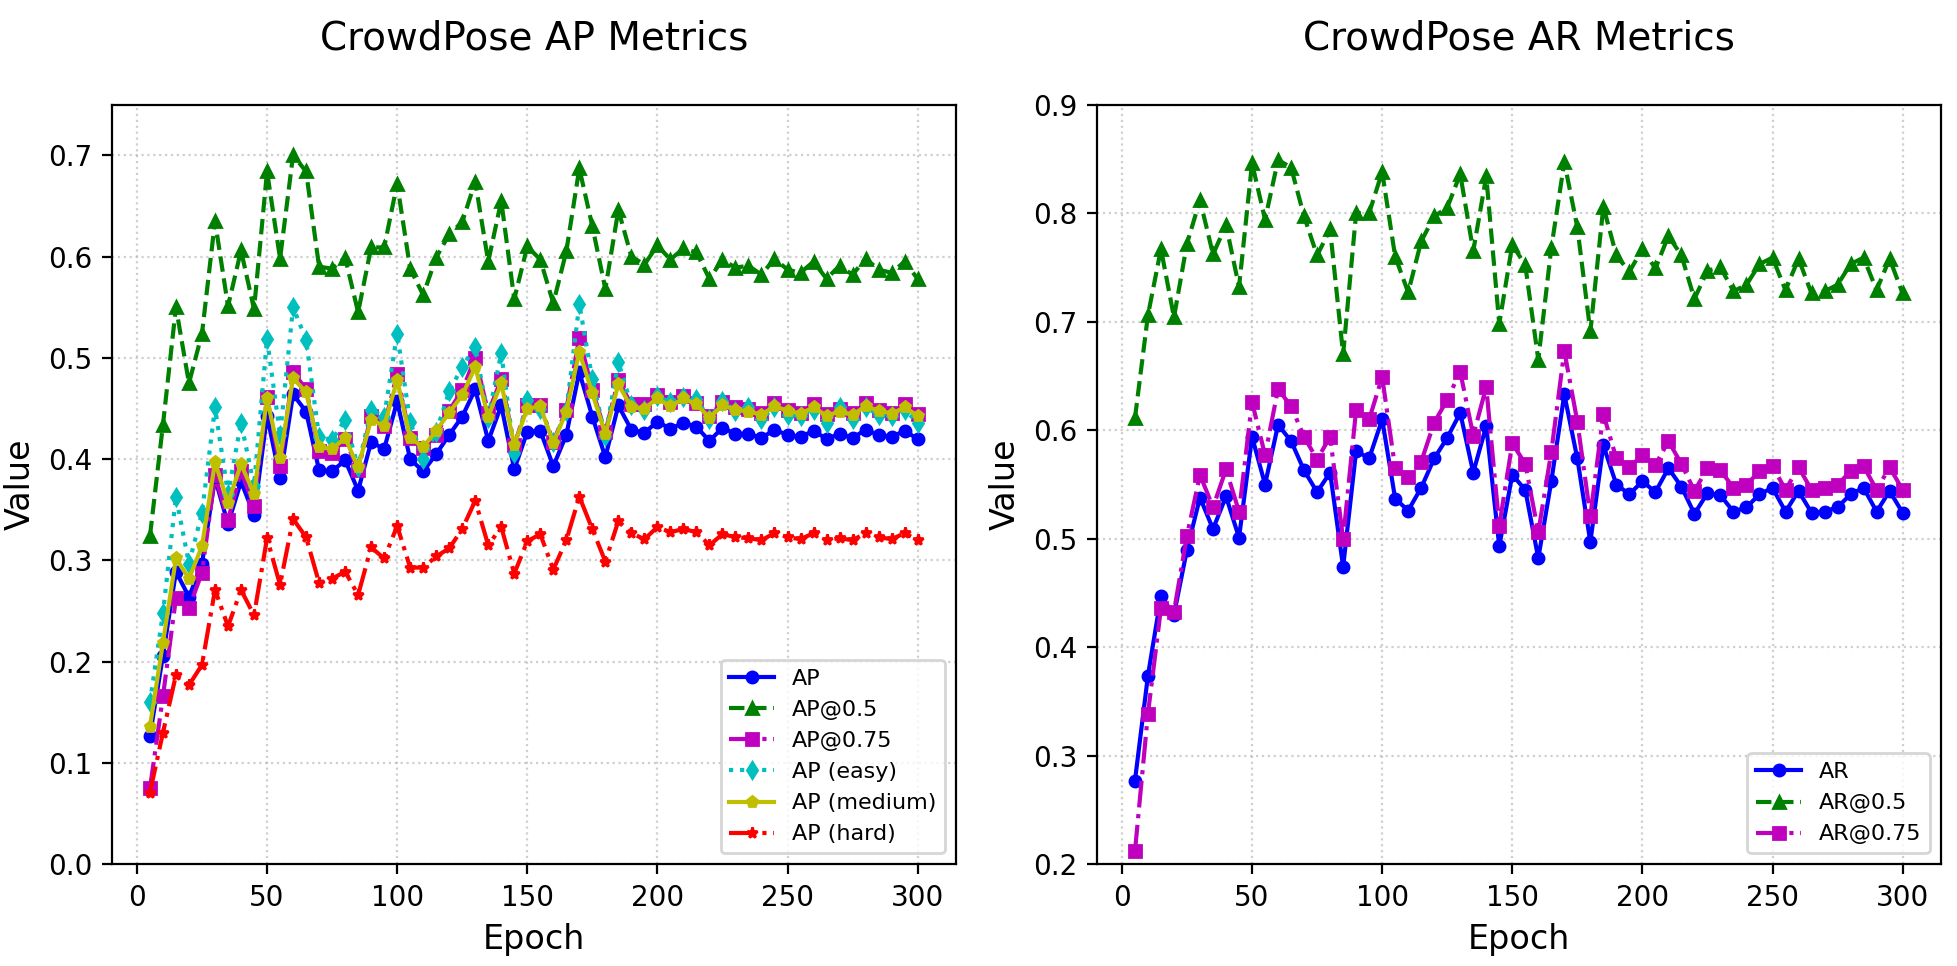 CrowdPose AP Metrics
Value
0.7
0.6
0.5
0.4
0.3
0.2
0.1
0.0
0 50 100 150 200 250 300
Epoch
AP
AP@0.5
AP@0.75
AP (easy)
AP (medium)
AP (hard)
CrowdPose AR Metrics
Value
0.9
0.8
0.7
0.6
0.5
0.4
0.3
0.2
0 50 100 150 200 250 300
Epoch
AR
AR@0.5
AR@0.75